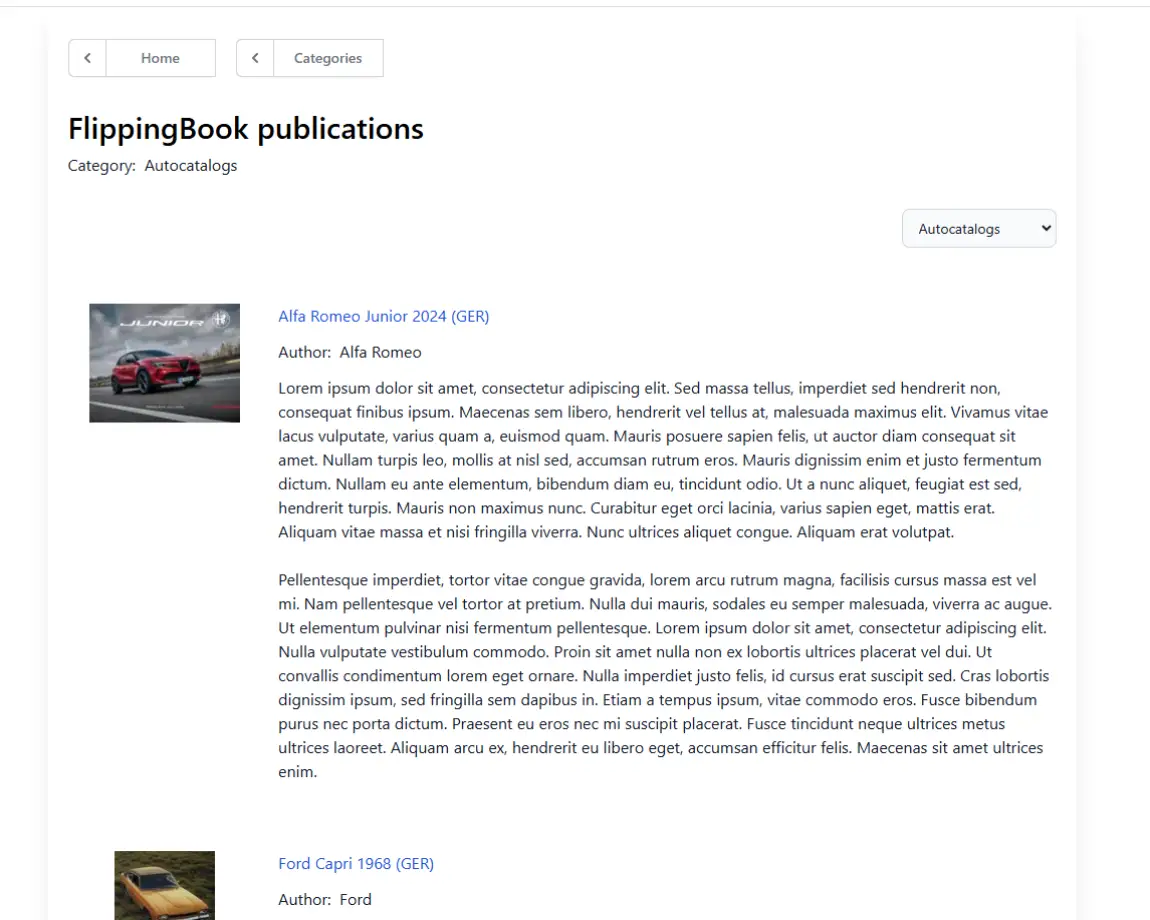 Home
Categories
FlippingBook publications
Category: Autocatalogs
Autocatalogs
JUNIOR
Alfa Romeo Junior 2024 (GER)
Author: Alfa Romeo
Lorem ipsum dolor sit amet, consectetur adipiscing elit. Sed massa tellus, imperdiet sed hendrerit non,
consequat finibus ipsum. Maecenas sem libero, hendrerit vel tellus at, malesuada maximus elit. Vivamus vitae
lacus vulputate, varius quam a, euismod quam. Mauris posuere sapien felis, ut auctor diam consequat sit
amet. Nullam turpis leo, mollis at nisl sed, accumsan rutrum eros. Mauris dignissim enim et justo fermentum
dictum. Nullam eu ante elementum, bibendum diam eu, tincidunt odio. Ut a nunc aliquet, feugiat est sed,
hendrerit turpis. Mauris non maximus nunc. Curabitur eget orci lacinia, varius sapien eget, mattis erat.
Aliquam vitae massa et nisi fringilla viverra. Nunc ultrices aliquet congue. Aliquam erat volutpat.
Pellentesque imperdiet, tortor vitae congue gravida, lorem arcu rutrum magna, facilisis cursus massa est vel
mi. Nam pellentesque vel tortor at pretium. Nulla dui mauris, sodales eu semper malesuada, viverra ac augue.
Ut elementum pulvinar nisi fermentum pellentesque. Lorem ipsum dolor sit amet, consectetur adipiscing elit.
Nulla vulputate vestibulum commodo. Proin sit amet nulla non ex lobortis ultrices placerat vel dui. Ut
convallis condimentum lorem eget ornare. Nulla imperdiet justo felis, id cursus erat suscipit sed. Cras lobortis
dignissim ipsum, sed fringilla sem dapibus in. Etiam a tempus ipsum, vitae commodo eros. Fusce bibendum
purus nec porta dictum. Praesent eu eros nec mi suscipit placerat. Fusce tincidunt neque ultrices metus
ultrices laoreet. Aliquam arcu ex, hendrerit eu libero eget, accumsan efficitur felis. Maecenas sit amet ultrices
enim.
Ford Capri 1968 (GER)
Author: Ford